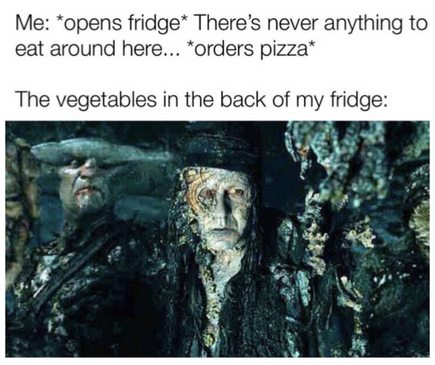 Me: *opens fridge* There’s never anything to
eat around here... *orders pizza*
The vegetables in the back of my fridge: